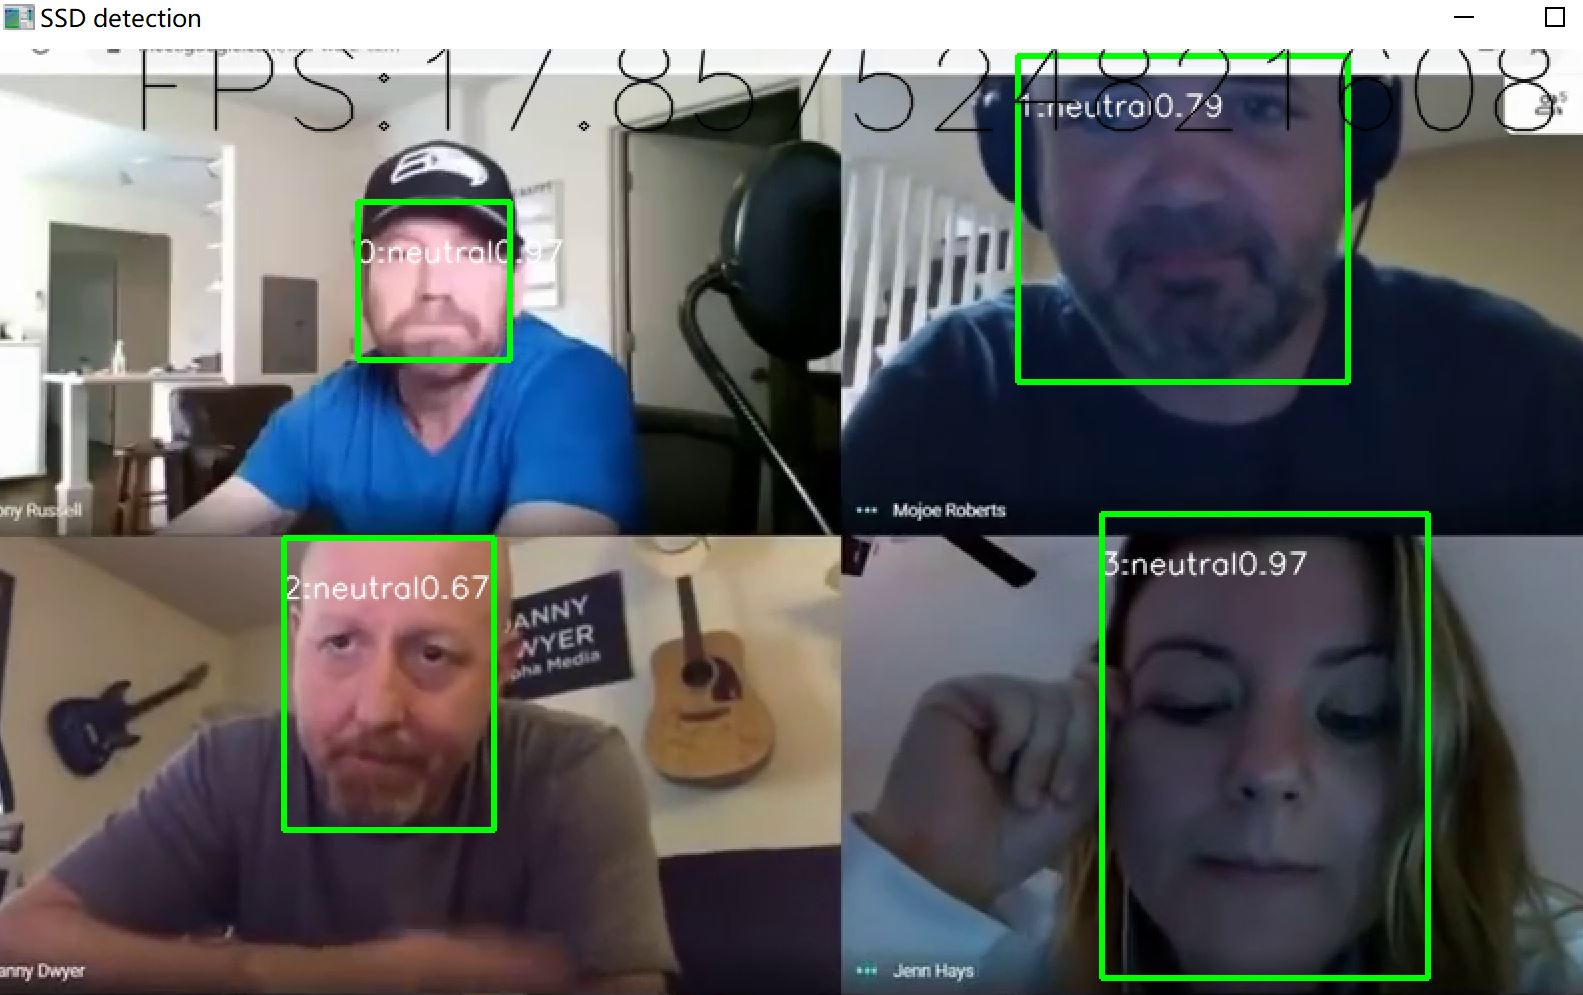 SSD detection
FPS:17.857524821608
1:neutral0.79
5
0:neutral0.97
ony Russell
Mojoe Roberts
2:neutral0.67
3:neutral0.97
ANNY
WYER
pha Media
anny Dwyer
Jenn Hays